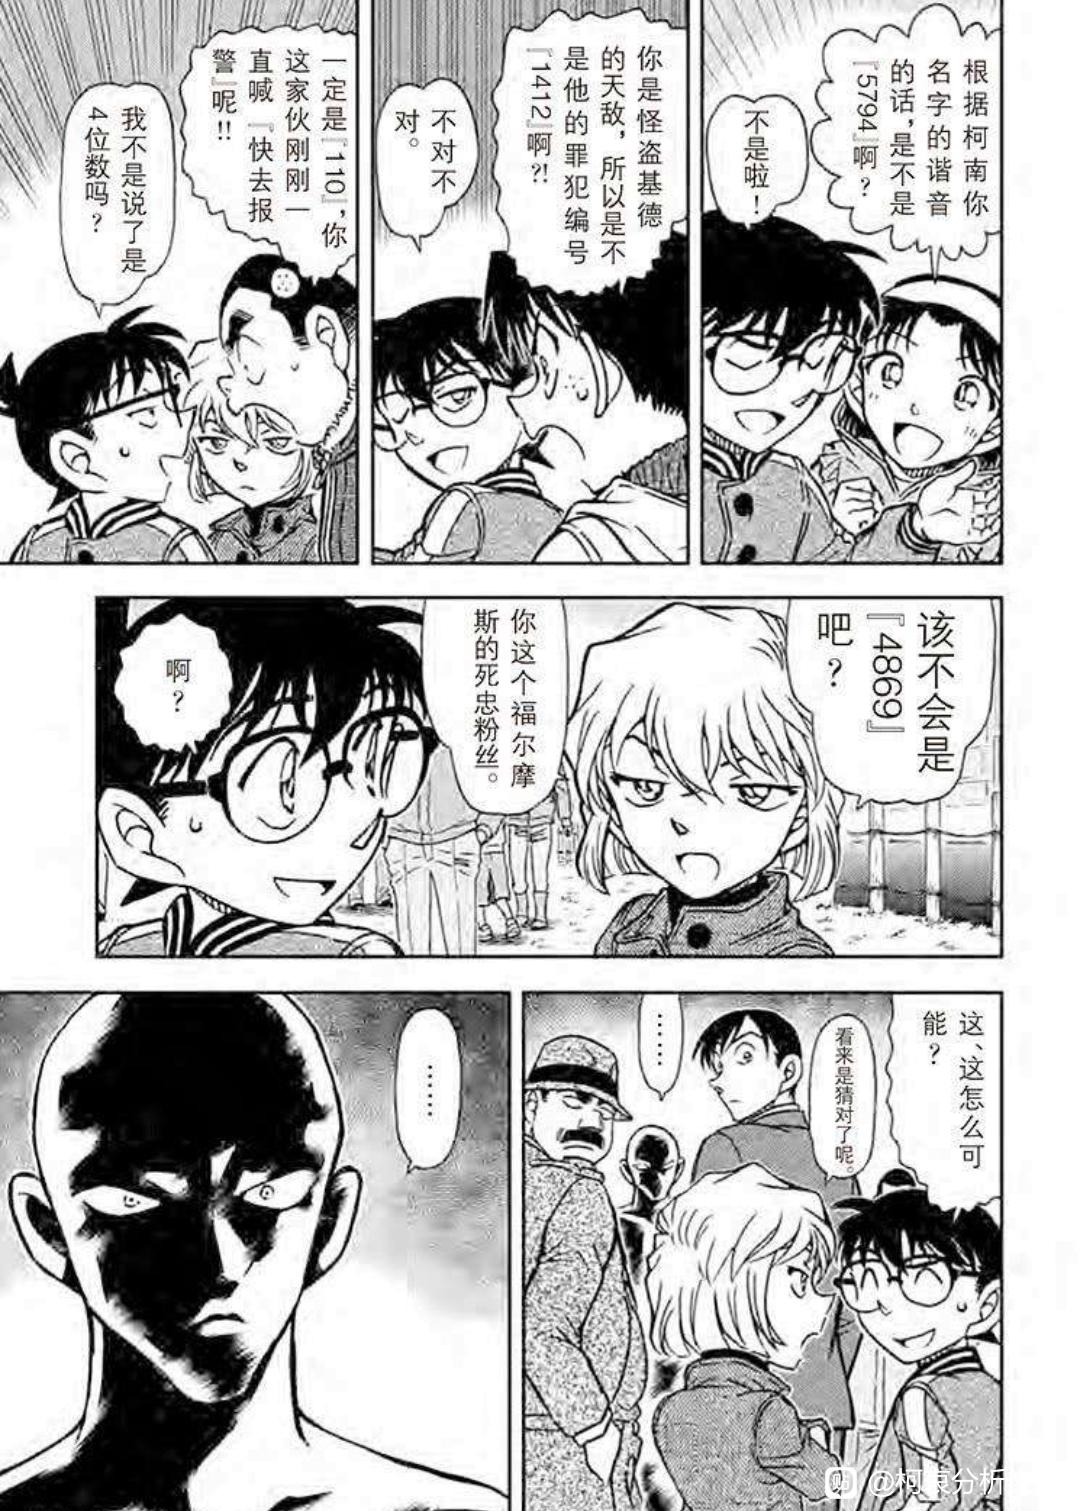 根据柯南你
名字的谐音
的话，是不是
『5794』啊？
不是啦！
你是怪盗基德
的天敌，所以是不
是他的罪犯编号
『1412』啊？!
不对不
对。
一定是『110』，你
这家伙刚刚一
直喊『快去报
警』呢!!
我不是说了是
4位数吗？
该不会是
『4869』
吧？
你这个福尔摩
斯的死忠粉丝。
啊？
这、这怎么可
能？
看来是猜对了呢。
……
……
@柯哀分析